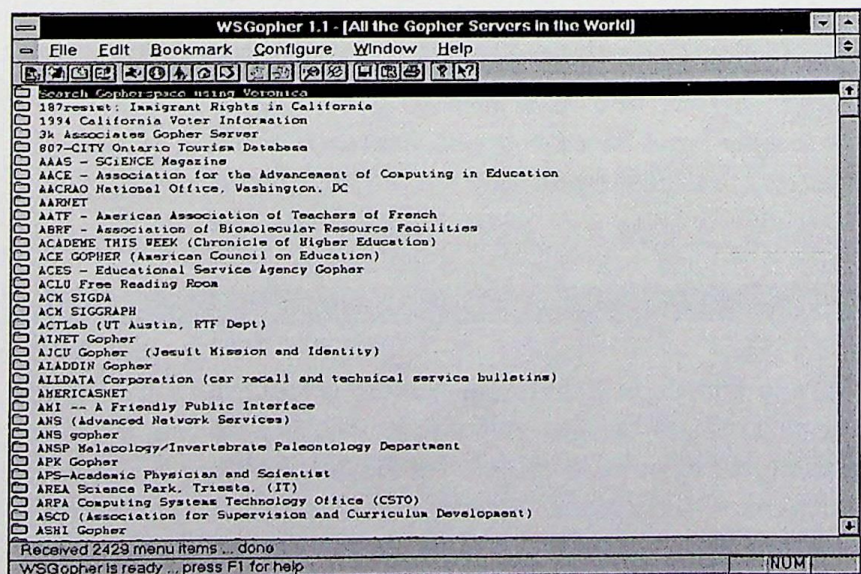 WSGopher 1.1 - [All the Gopher Servers in the World]
File Edit Bookmark Configure Window Help
Search Gopherspace using Veronica
187resist: Immigrant Rights in California
1994 California Voter Information
3k Associates Gopher Server
807-CITY Ontario Tourism Database
AAAS - SCiENCE Magazine
AACE - Association for the Advancement of Computing in Education
AACRAO National Office, Washington, DC
AARNET
AATF - American Association of Teachers of French
ABRF - Association of Biomolecular Resource Facilities
ACADEME THIS WEEK (Chronicle of Higher Education)
ACE GOPHER (American Council on Education)
ACES - Educational Service Agency Gopher
ACLU Free Reading Room
ACM SIGDA
ACM SIGGRAPH
ACTLab (UT Austin, RTF Dept)
AINET Gopher
AJCU Gopher (Jesuit Mission and Identity)
ALADDIN Gopher
ALLDATA Corporation (car recall and technical service bulletins)
AMERICASNET
AMI -- A Friendly Public Interface
ANS (Advanced Network Services)
ANS gopher
ANSP Malacology/Invertebrate Paleontology Department
APK Gopher
APS-Academic Physician and Scientist
AREA Science Park, Trieste, (IT)
ARPA Computing Systems Technology Office (CSTO)
ASCD (Association for Supervision and Curriculum Development)
ASHI Gopher
Received 2429 menu items ... done
WSGopher is ready ... press F1 for help NUM